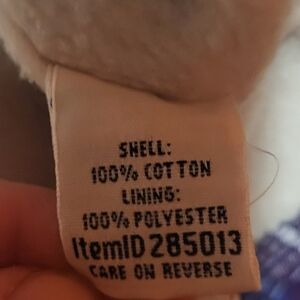 SHELL:
100% COTTON
LINING:
100% POLYESTER
ItemID 285013
CARE ON REVERSE